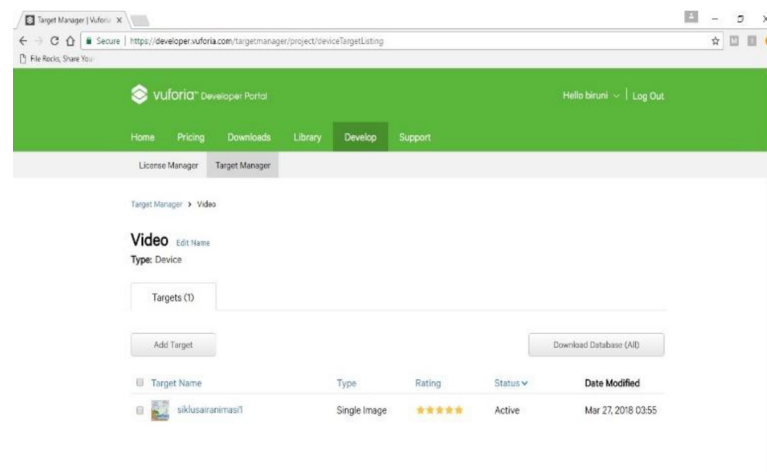 Target Manager | Vuforia
Secure | https://developer.vuforia.com/targetmanager/project/deviceTargetListing
File Rocks, Share Your
vuforia™ Developer Portal
Hello biruni | Log Out
Home Pricing Downloads Library Develop Support
License Manager Target Manager
Target Manager > Video
Video Edit Name
Type: Device
Targets (1)
Add Target Download Database (All)
Target Name Type Rating Status Date Modified
siklusairanimasi1 Single Image Active Mar 27, 2018 03:55